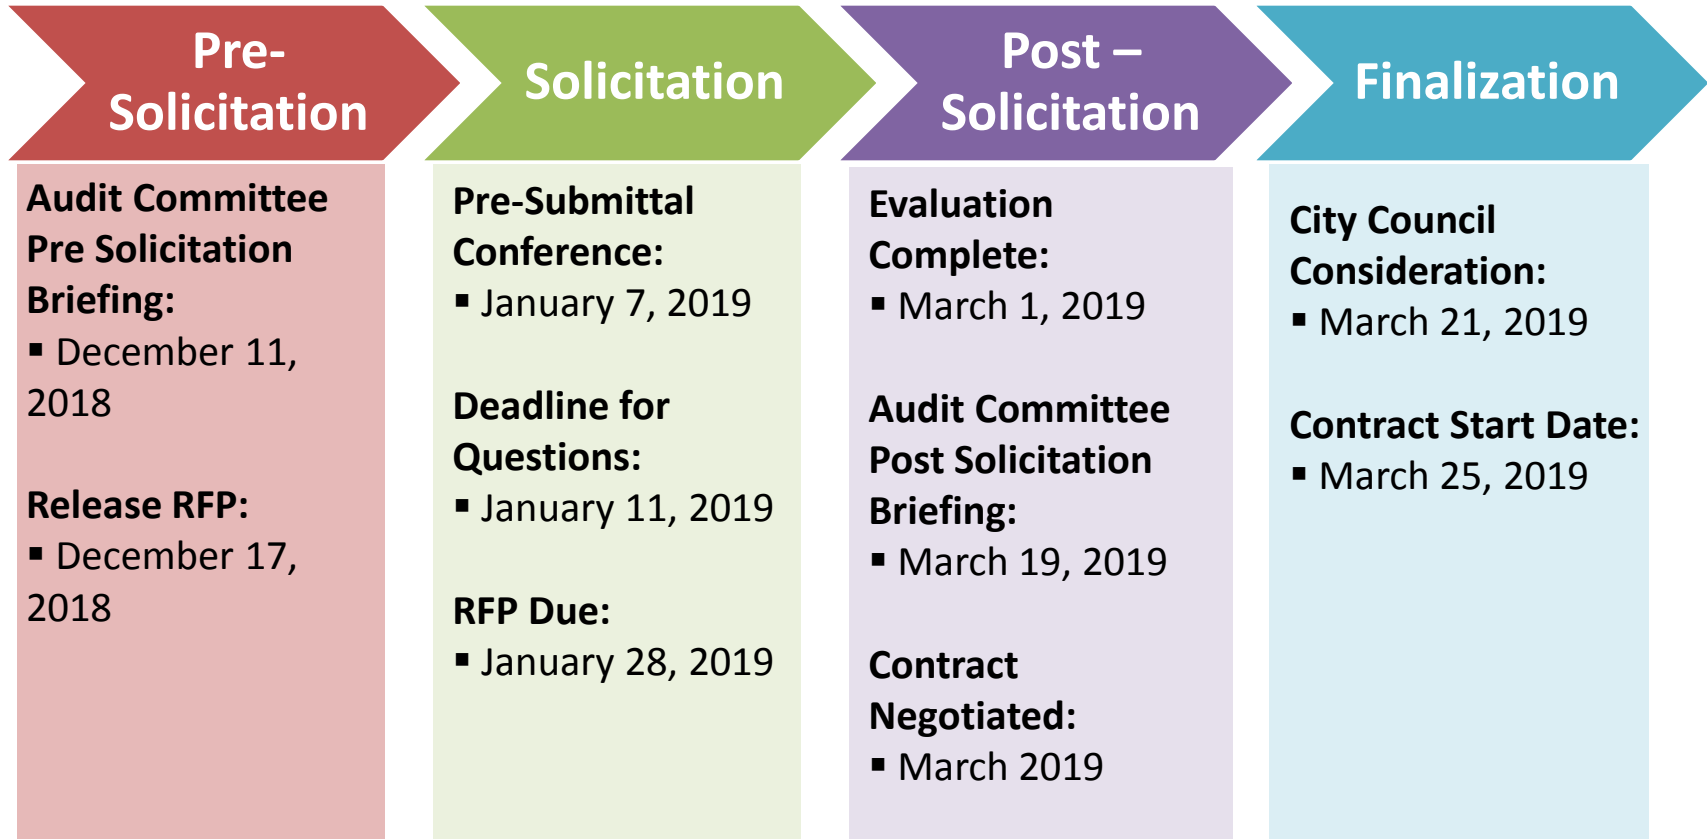 Pre-
Solicitation
Audit Committee
Pre Solicitation
Briefing:
▪ December 11,
2018
Release RFP:
▪ December 17,
2018
Solicitation
Pre-Submittal
Conference:
▪ January 7, 2019
Deadline for
Questions:
▪ January 11, 2019
RFP Due:
▪ January 28, 2019
Post –
Solicitation
Evaluation
Complete:
▪ March 1, 2019
Audit Committee
Post Solicitation
Briefing:
▪ March 19, 2019
Contract
Negotiated:
▪ March 2019
Finalization
City Council
Consideration:
▪ March 21, 2019
Contract Start Date:
▪ March 25, 2019